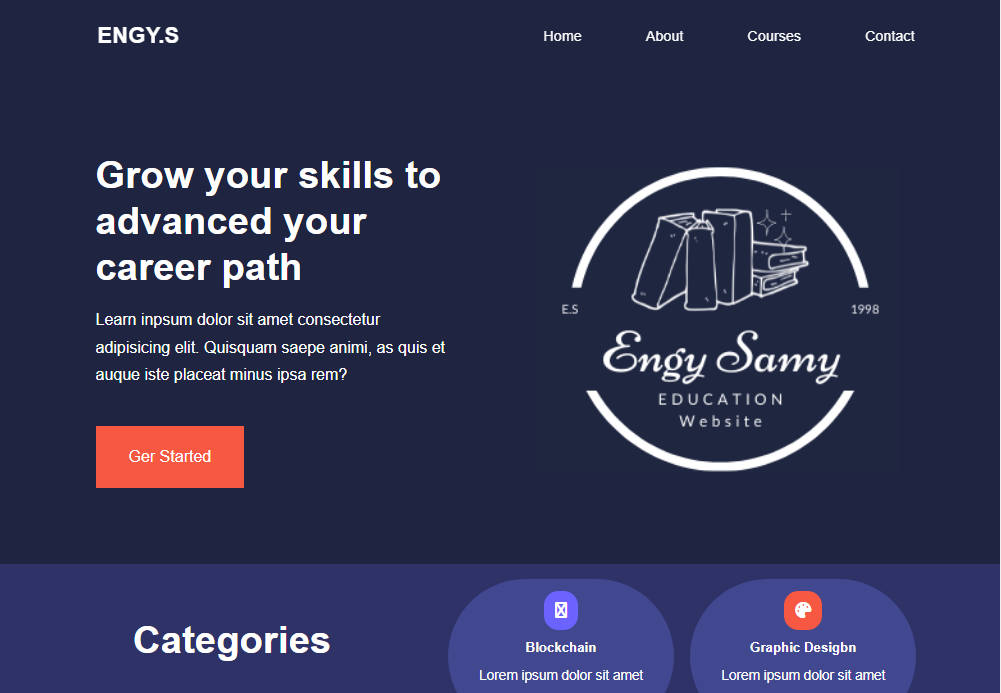 ENGY.S
Home
About
Courses
Contact
Grow your skills to
advanced your
career path
Learn inpsum dolor sit amet consectetur
adipisicing elit. Quisquam saepe animi, as quis et
auque iste placeat minus ipsa rem?
Ger Started
E.S
1998
Engy Samy
EDUCATION
Website
Categories
Blockchain
Lorem ipsum dolor sit amet
Graphic Desigbn
Lorem ipsum dolor sit amet